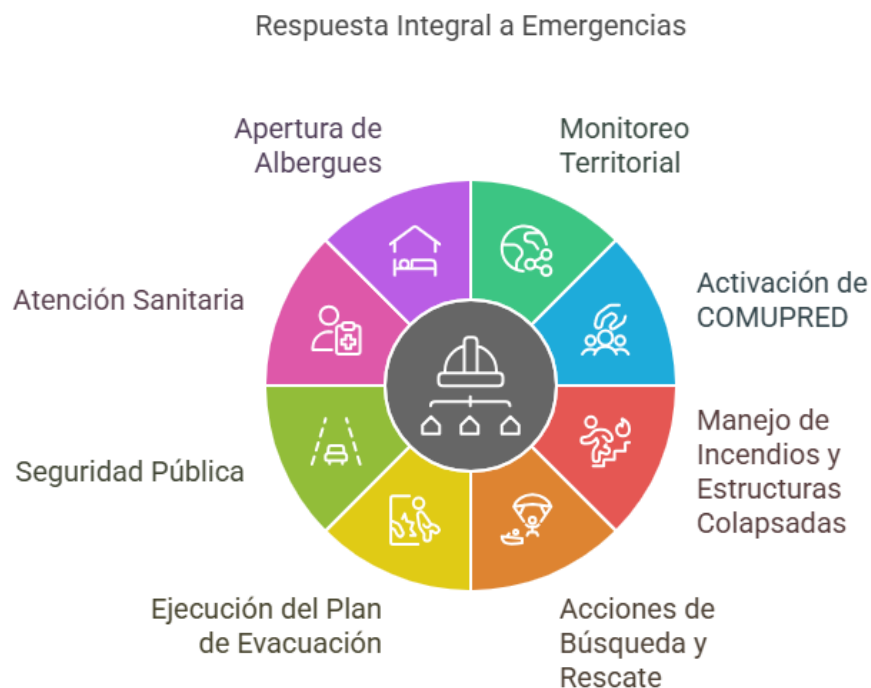 Respuesta Integral a Emergencias
Apertura de
Albergues
Monitoreo
Territorial
Activación de
COMUPRED
Manejo de
Incendios y
Estructuras
Colapsadas
Acciones de
Búsqueda y
Rescate
Ejecución del Plan
de Evacuación
Seguridad Pública
Atención Sanitaria